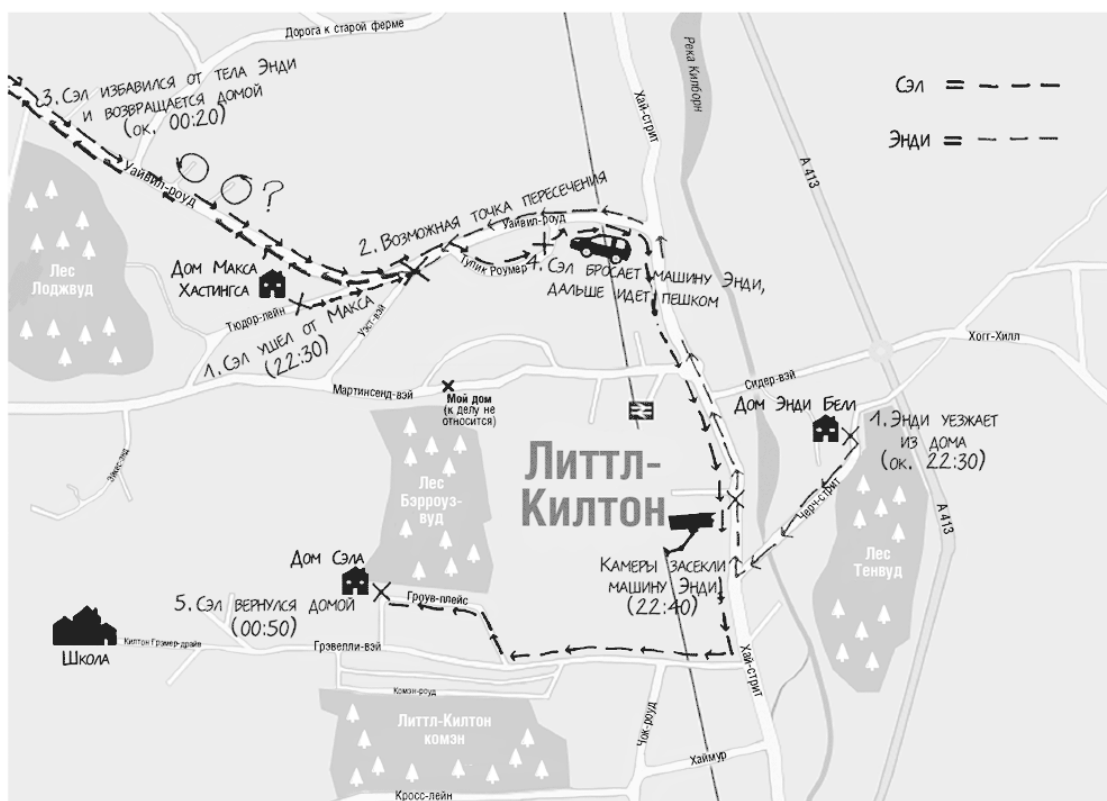 Дорога к старой ферме
Река Килборн
Хай-стрит
Сэл =
Энди =
А 413
3. Сэл избавился от тела Энди
и возвращается домой
(ок. 00:20)
Уайвил-роуд
?
2. Возможная точка пересечения
Уайвил-роуд
Тупик Роумер
4. Сэл бросает машину Энди,
дальше идет пешком
Лес
Лоджвуд
Дом Макса
Хастингса
Тюдор-лейн
1. Сэл ушел от Макса
(22:30)
Уэст-вэй
Хогг-Хилл
Сидер-вэй
Мартинсенд-вэй
Мой дом
(к делу не
относится)
Дом Энди Белл
1. Энди уезжает
из дома
(ок. 22:30)
Литтл-
Килтон
Лес
Бэрроуз-
вуд
Черч-стрит
А 413
Лес
Тенвуд
Камеры засекли
машину Энди
(22:40)
Дом Сэла
5. Сэл вернулся домой
(00:50)
Гроув-плейс
Школа
Килтон Грэмер-драйв
Грэвелли-вэй
Хай-стрит
Комэн-роуд
Литтл-Килтон
комэн
Чок-роуд
Хаймур
Кросс-лейн